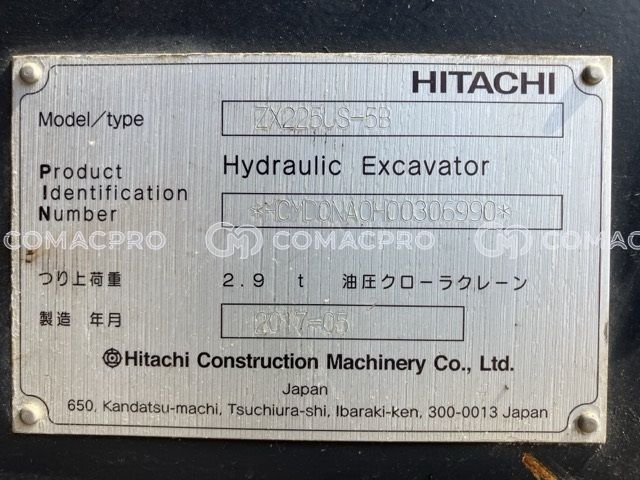 HITACHI
Model/type ZX225US-5B
Product Hydraulic Excavator
Identification
Number *HCMDDNA0H00306990*
COMACPRO COMACPRO COMACPRO
つり上荷重 2.9 t 油圧クローラクレーン
製造 年月 2017-05
Hitachi Construction Machinery Co., Ltd.
Japan
650, Kandatsu-machi, Tsuchiura-shi, Ibaraki-ken, 300-0013 Japan